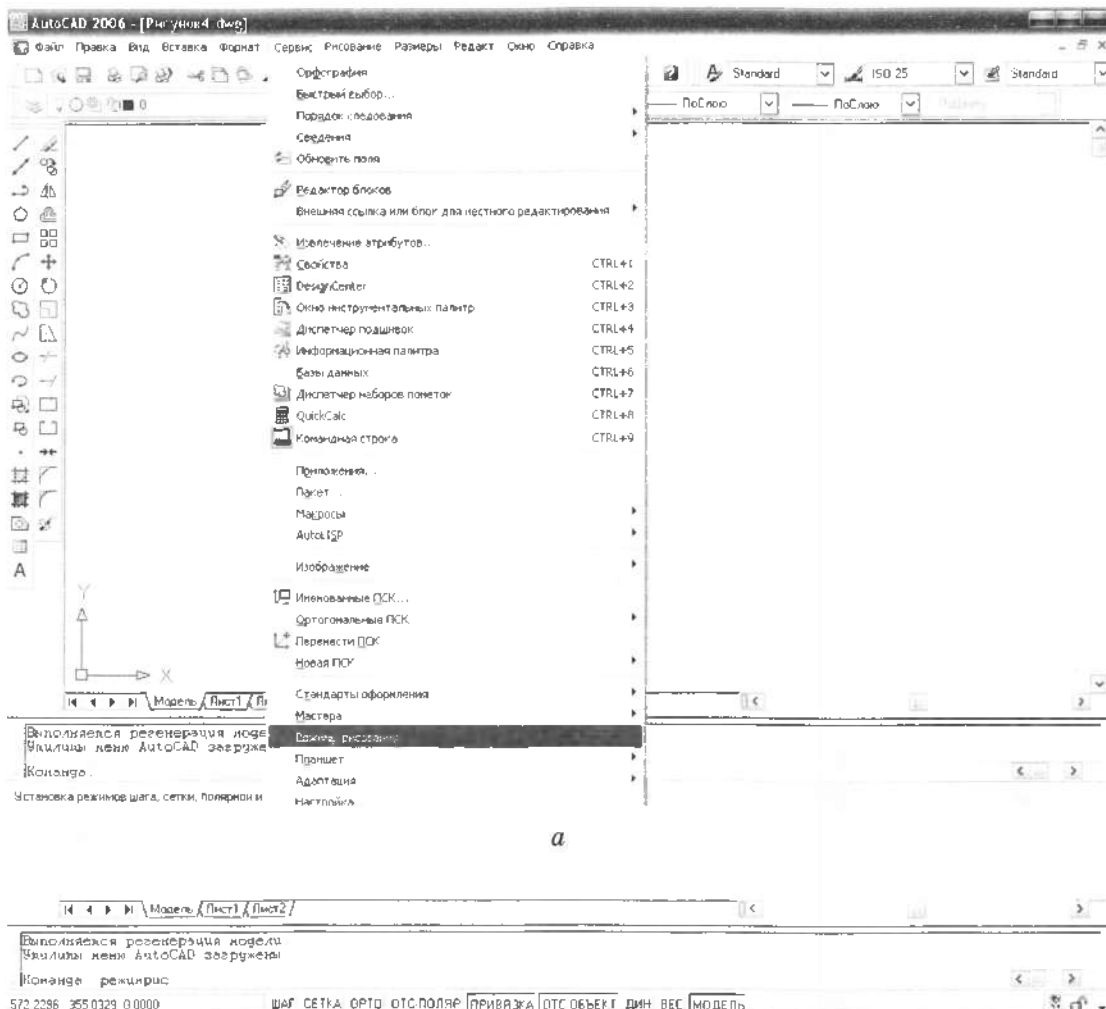 AutoCAD 2006 - [Рисунок4.dwg]
Файл Правка Вид Вставка Формат Сервис Рисование Размеры Редакт Окно Справка
Standard ISO 25 Standard
0 ПоСлою ПоСлою
Орфография
Быстрый выбор...
Порядок следования
Сведения
Обновить поля
Редактор блоков
Внешняя ссылка или блок для местного редактирования
Извлечение атрибутов...
Свойства CTRL+1
DesignCenter CTRL+2
Окно инструментальных палитр CTRL+3
Диспетчер подшивок CTRL+4
Информационная палитра CTRL+5
Базы данных CTRL+6
Диспетчер наборов пометок CTRL+7
QuickCalc CTRL+8
Командная строка CTRL+9
Приложения...
Пакет...
Макросы
AutoLISP
Изображение
Именованные ПСК...
Ортогональные ПСК
Перенести ПСК
Новая ПСК
Стандарты оформления
Мастера
Режимы рисования
Планшет
Адаптация
Настройка
A
Y
X
Модель Лист1
Выполняется регенерация моде
Утилиты меню AutoCAD загруже
Команда:
Установка режимов шага, сетки, полярной и
а
Модель Лист1 Лист2
Выполняется регенерация модели
Утилиты меню AutoCAD загружены
Команда режимрис
572.2296 355.0329 0.0000 ШАГ СЕТКА ОРТО ОТС-ПОЛЯР ПРИВЯЗКА ОТС-ОБЪЕКТ ДИН ВЕС МОДЕЛЬ